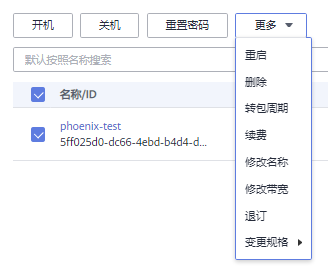 开机 关机 重置密码 更多
默认按照名称搜索
名称/ID
phoenix-test
5ff025d0-dc66-4ebd-b4d4-d...
重启
删除
转包周期
续费
修改名称
修改带宽
退订
变更规格